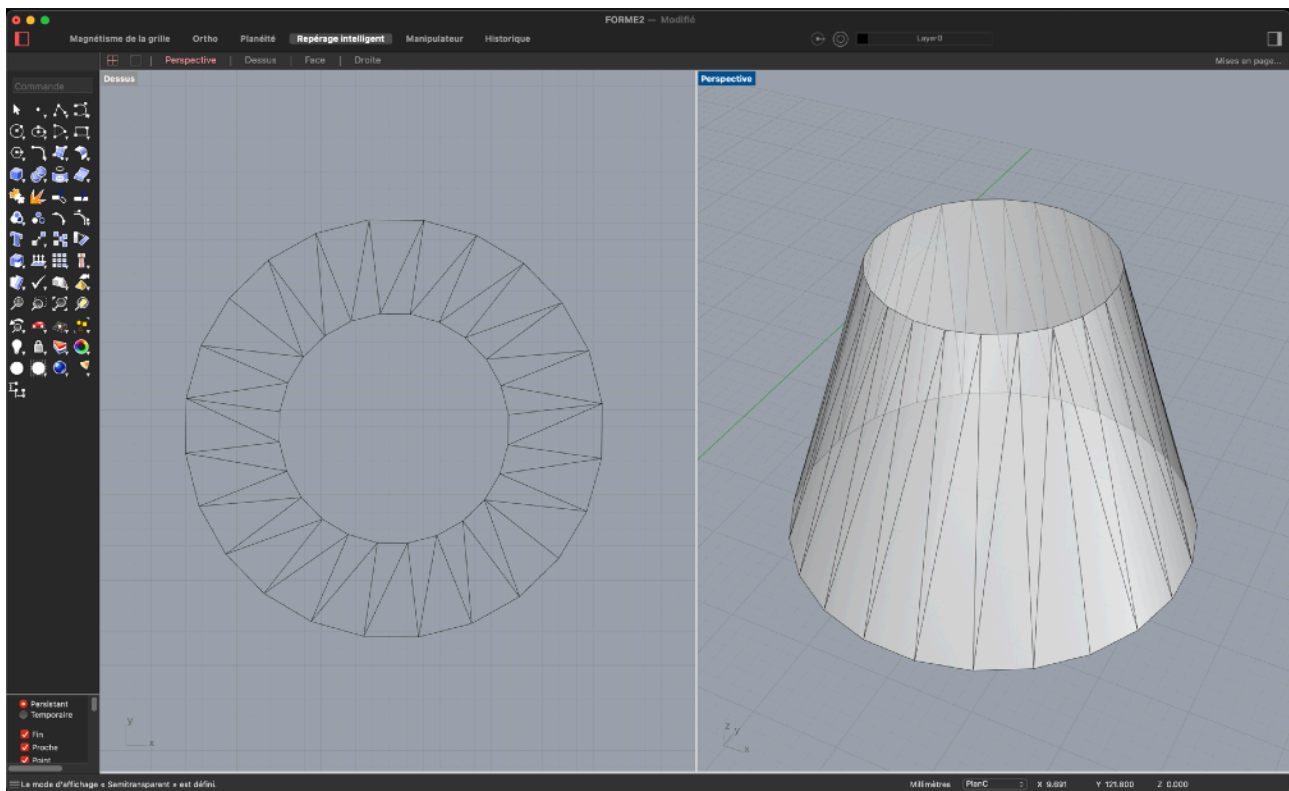 FORME2 — Modifié
Magnétisme de la grille Ortho Planéité Repérage intelligent Manipulateur Historique Layer0
Perspective | Dessus | Face | Droite Mises en page...
Commande
Dessus
Perspective
y
x
z
y
x
Persistant
Temporaire
Fin
Proche
Point
Le mode d'affichage « Semitransparent » est défini.
Millimètres PlanC X 9.691 Y 121.800 Z 0.000